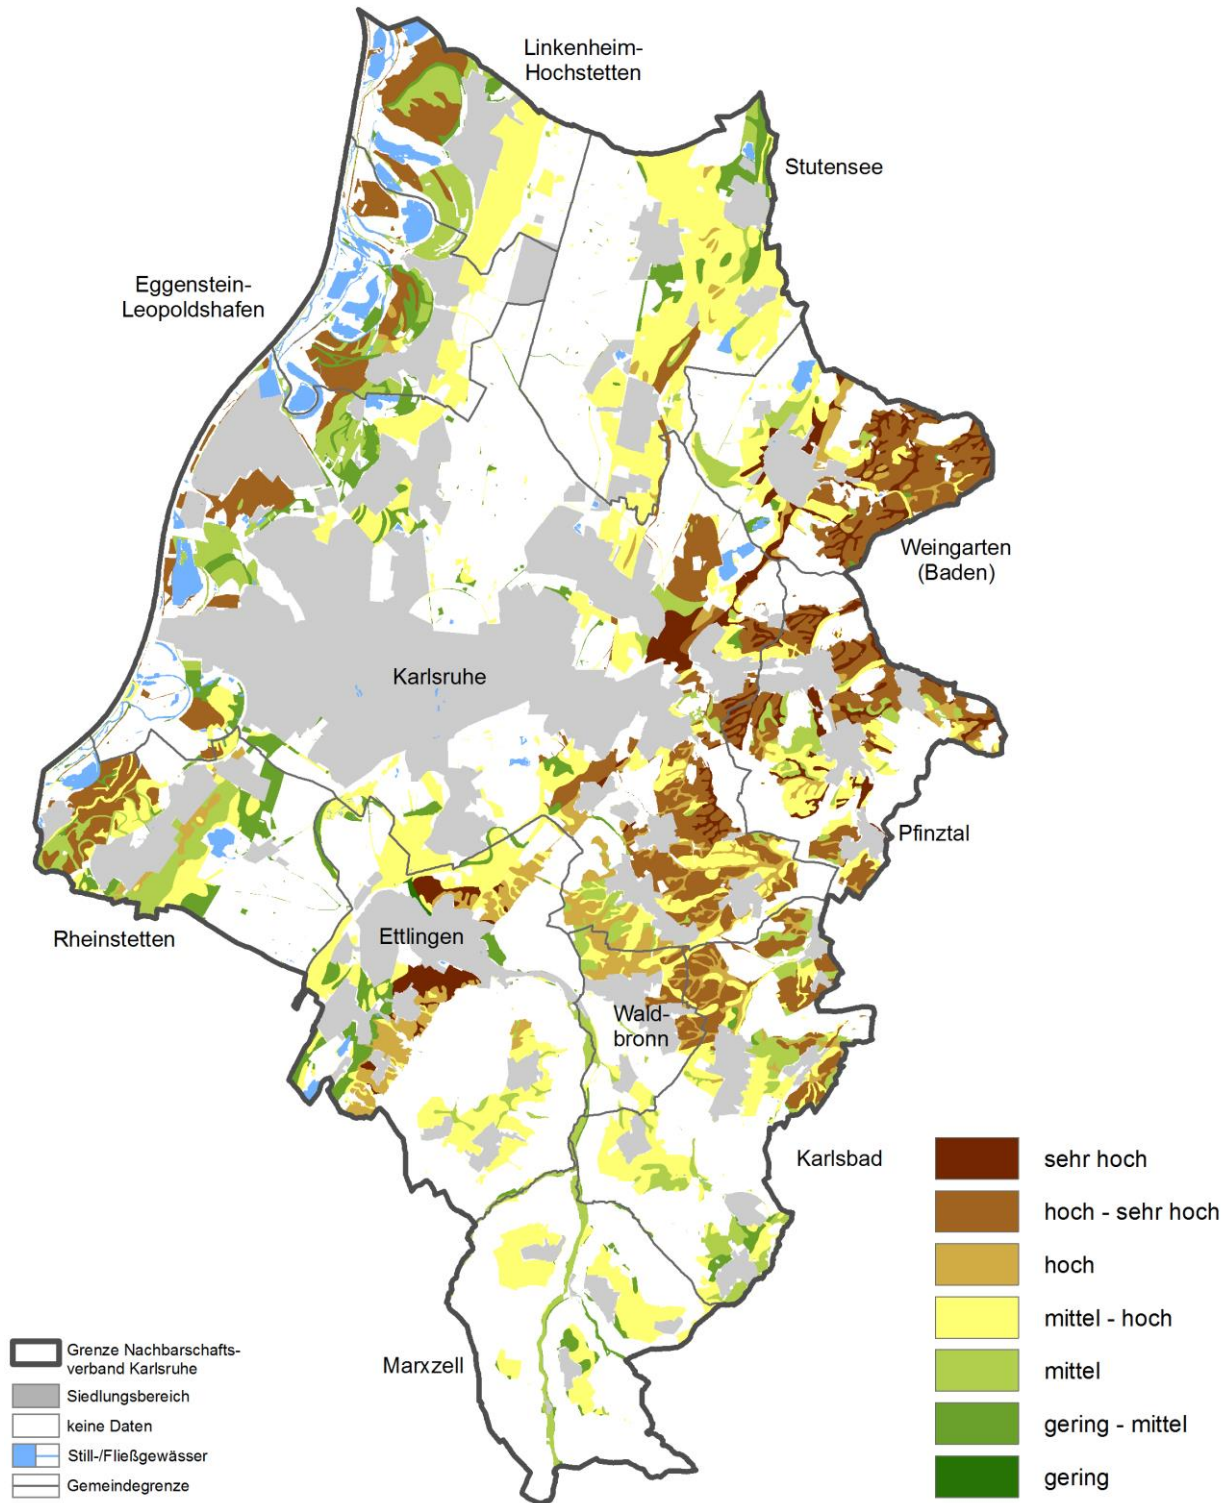 Linkenheim-
Hochstetten
Stutensee
Eggenstein-
Leopoldshafen
Weingarten
(Baden)
Karlsruhe
Pfinztal
Rheinstetten
Ettlingen
Wald-
bronn
Karlsbad
Marxzell
Grenze Nachbarschafts-
verband Karlsruhe
Siedlungsbereich
keine Daten
Still-/Fließgewässer
Gemeindegrenze
sehr hoch
hoch - sehr hoch
hoch
mittel - hoch
mittel
gering - mittel
gering